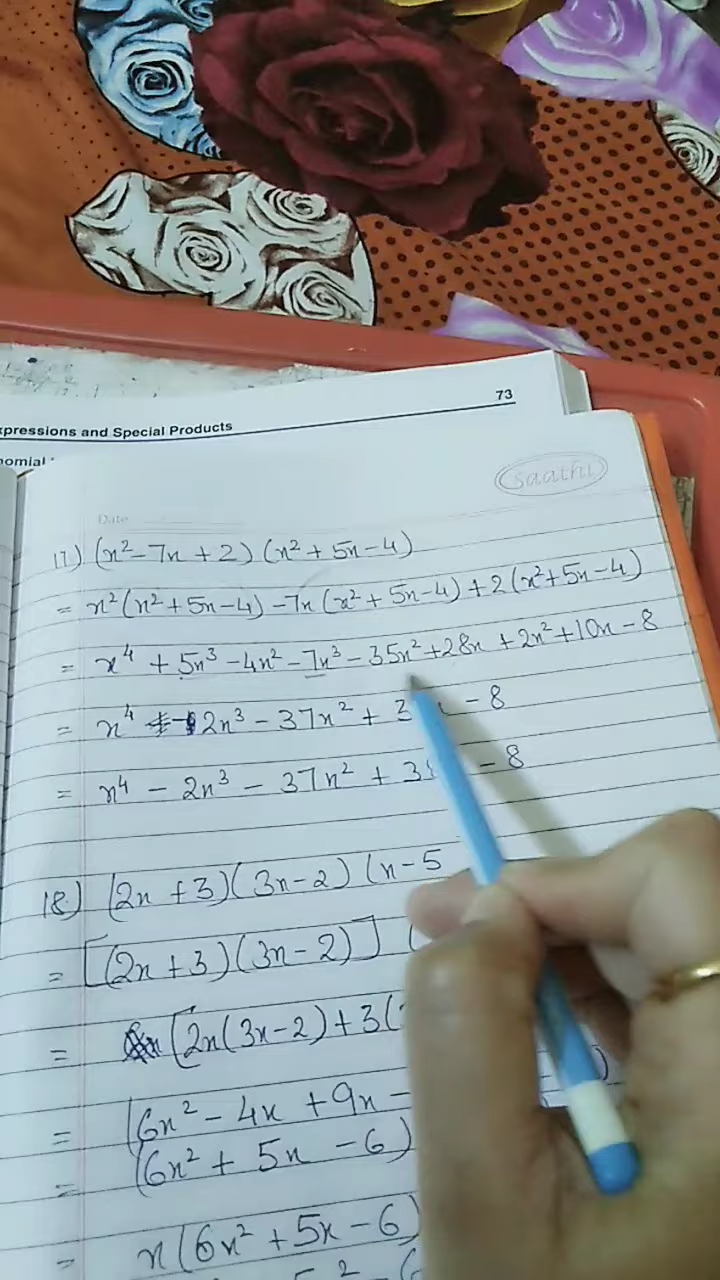 73
xpressions and Special Products
nomial
saathi
Date
17) (x² - 7x + 2) (x² + 5x - 4)
= x² (x² + 5x - 4) - 7x (x² + 5x - 4) + 2 (x² + 5x - 4)
= x⁴ + 5x³ - 4x² - 7x³ - 35x² + 28x + 2x² + 10x - 8
= x⁴ - 2x³ - 37x² + 3 x - 8
= x⁴ - 2x³ - 37x² + 38 - 8
18.) (2x + 3) (3x - 2) (x - 5
= [(2x + 3) (3x - 2)] (
= [2x (3x - 2) + 3 (
= (6x² - 4x + 9x - )
= (6x² + 5x - 6)
= x (6x² + 5x - 6)